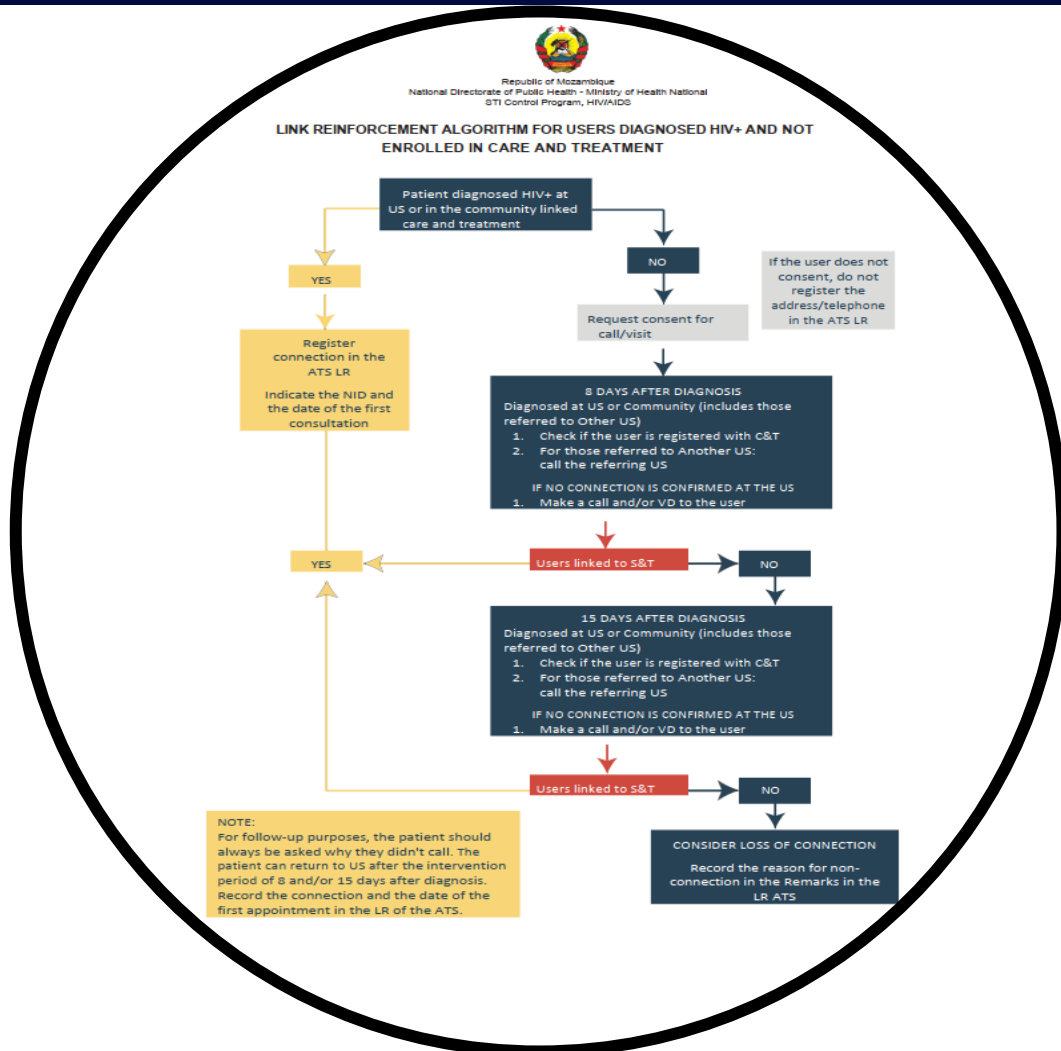 Republic of Mozambique
National Directorate of Public Health - Ministry of Health National
STI Control Program, HIV/AIDS
LINK REINFORCEMENT ALGORITHM FOR USERS DIAGNOSED HIV+ AND NOT
ENROLLED IN CARE AND TREATMENT
Patient diagnosed HIV+ at
US or in the community linked
care and treatment
YES
NO
If the user does not
consent, do not
register the
address/telephone
in the ATS LR
Request consent for
call/visit
Register
connection in the
ATS LR
Indicate the NID and
the date of the first
consultation
8 DAYS AFTER DIAGNOSIS
Diagnosed at US or Community (includes those
referred to Other US)
1. Check if the user is registered with C&T
2. For those referred to Another US:
call the referring US
IF NO CONNECTION IS CONFIRMED AT THE US
1. Make a call and/or VD to the user
YES
Users linked to S&T
NO
15 DAYS AFTER DIAGNOSIS
Diagnosed at US or Community (includes those
referred to Other US)
1. Check if the user is registered with C&T
2. For those referred to Another US:
call the referring US
IF NO CONNECTION IS CONFIRMED AT THE US
1. Make a call and/or VD to the user
Users linked to S&T
NO
NOTE:
For follow-up purposes, the patient should
always be asked why they didn't call. The
patient can return to US after the intervention
period of 8 and/or 15 days after diagnosis.
Record the connection and the date of the
first appointment in the LR of the ATS.
CONSIDER LOSS OF CONNECTION
Record the reason for non-
connection in the Remarks in the
LR ATS